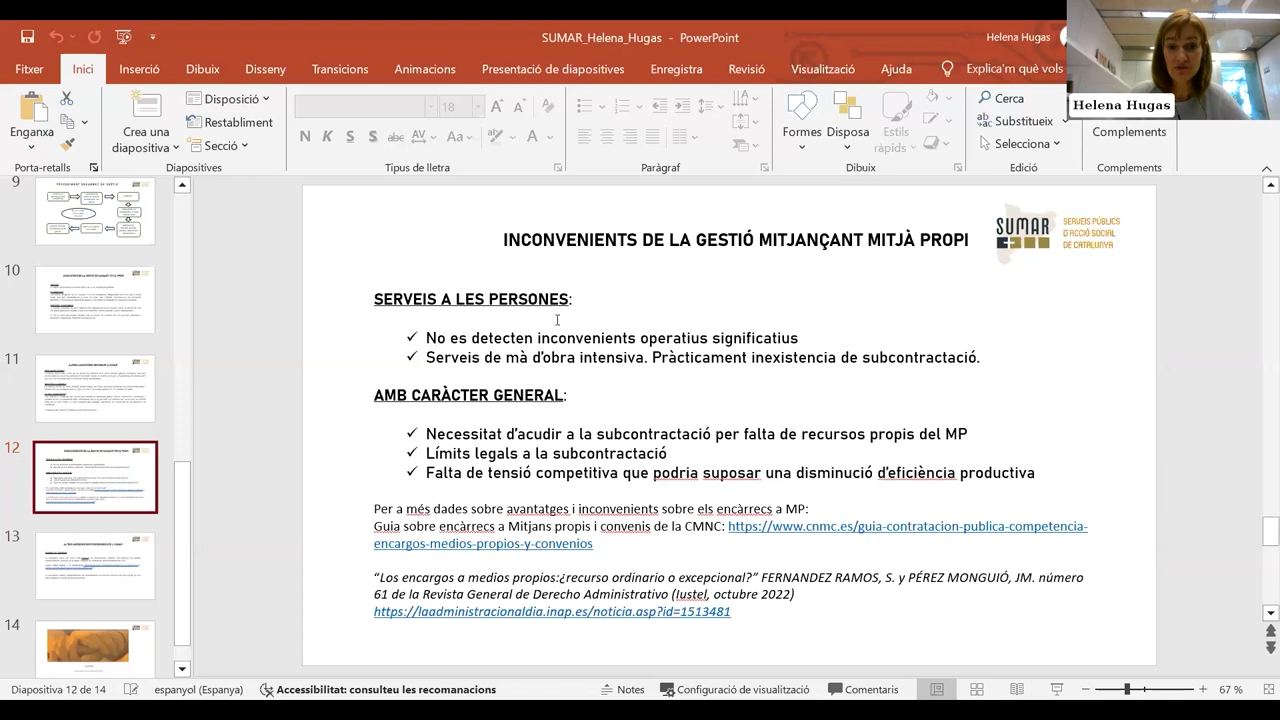 SUMAR_Helena_Hugas - PowerPoint
Helena Hugas
Fitxer Inici Inserció Dibuix Disseny Transitions Animacions Presentació de diapositives Enregistra Revisió Visualització Ajuda Explica'm què vols
Helena Hugas
Enganxa
Crea una diapositiva
Disposició
Restabliment
Secció
18
N K S S abc AV Aa A
Formes
Disposa
Estils ràpids
Cerca
Substitueix
Selecciona
Complements
Porta-retalls Diapositives Tipus de lletra Paràgraf Dibuix Edició Complements
9
10
11
12
13
14
INCONVENIENTS DE LA GESTIÓ MITJANÇANT MITJÀ PROPI
SUMAR
SERVEIS PÚBLICS
D'ACCIÓ SOCIAL
DE CATALUNYA
SERVEIS A LES PERSONES:
✓ No es detecten inconvenients operatius significatius
✓ Serveis de mà d'obra intensiva. Pràcticament inexistencia de subcontractació.
AMB CARÀCTER GENERAL:
✓ Necessitat d'acudir a la subcontractació per falta de recursos propis del MP
✓ Límits legals a la subcontractació
✓ Falta de pressió competitiva que podria suposar una disminució d'eficiència productiva
Per a més dades sobre avantatges i inconvenients sobre els encàrrecs a MP:
Guia sobre encàrrecs a Mitjans propis i convenis de la CMNC: https://www.cnmc.es/guia-contratacion-publica-competencia-
encargos-medios-propios-y-convenios
"Los encargos a medios propios:¿recurso ordinario o excepcional?" FERNANDEZ RAMOS, S. y PÉREZ MONGUIÓ, JM. número
61 de la Revista General de Derecho Administrativo (Iustel, octubre 2022)
https://laadministracionaldia.inap.es/noticia.asp?id=1513481
Diapositiva 12 de 14 espanyol (Espanya) Accessibilitat: consulteu les recomanacions Notes Configuració de visualització Comentaris 67 %